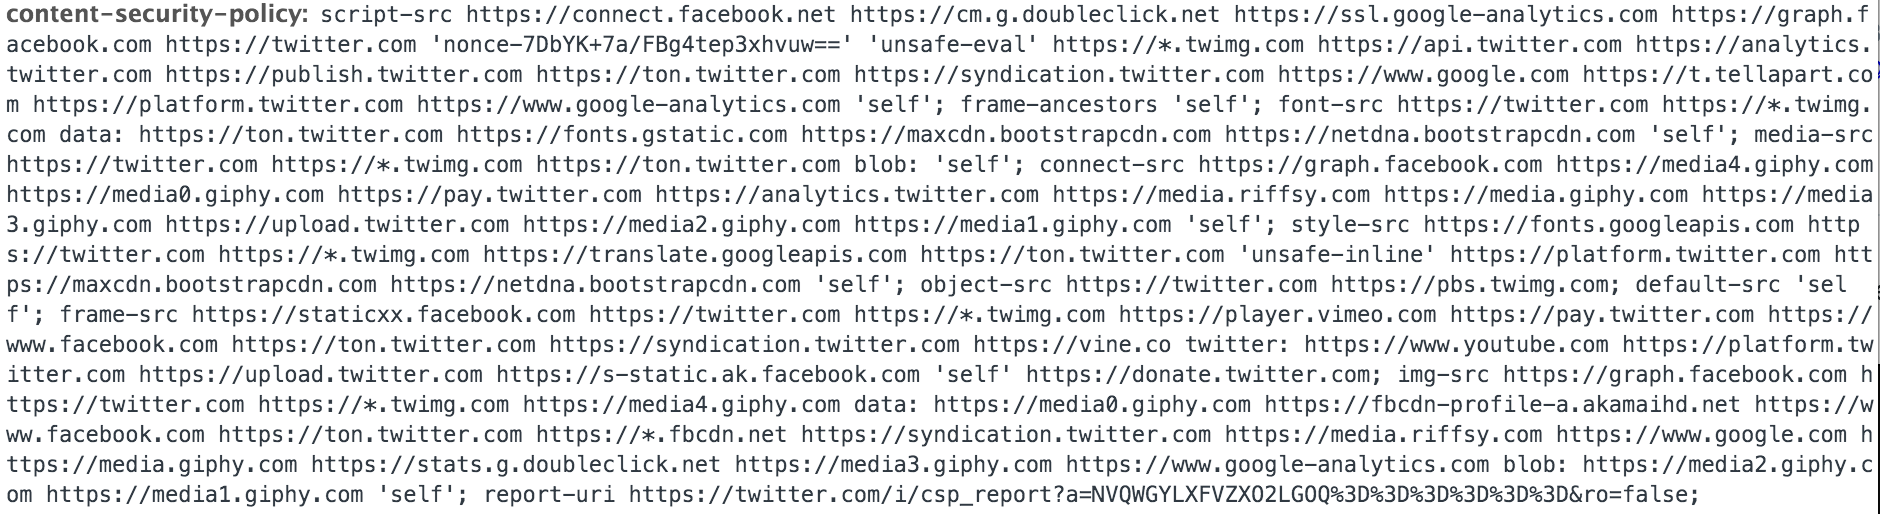 content-security-policy: script-src https://connect.facebook.net https://cm.g.doubleclick.net https://ssl.google-analytics.com https://graph.f
acebook.com https://twitter.com 'nonce-7DbYK+7a/FBg4tep3xhvuw==' 'unsafe-eval' https://*.twimg.com https://api.twitter.com https://analytics.
twitter.com https://publish.twitter.com https://ton.twitter.com https://syndication.twitter.com https://www.google.com https://t.tellapart.co
m https://platform.twitter.com https://www.google-analytics.com 'self'; frame-ancestors 'self'; font-src https://twitter.com https://*.twimg.
com data: https://ton.twitter.com https://fonts.gstatic.com https://maxcdn.bootstrapcdn.com https://netdna.bootstrapcdn.com 'self'; media-src
https://twitter.com https://*.twimg.com https://ton.twitter.com blob: 'self'; connect-src https://graph.facebook.com https://media4.giphy.com
https://media0.giphy.com https://pay.twitter.com https://analytics.twitter.com https://media.riffsy.com https://media.giphy.com https://media
3.giphy.com https://upload.twitter.com https://media2.giphy.com https://media1.giphy.com 'self'; style-src https://fonts.googleapis.com http
s://twitter.com https://*.twimg.com https://translate.googleapis.com https://ton.twitter.com 'unsafe-inline' https://platform.twitter.com htt
ps://maxcdn.bootstrapcdn.com https://netdna.bootstrapcdn.com 'self'; object-src https://twitter.com https://pbs.twimg.com; default-src 'sel
f'; frame-src https://staticxx.facebook.com https://twitter.com https://*.twimg.com https://player.vimeo.com https://pay.twitter.com https://
www.facebook.com https://ton.twitter.com https://syndication.twitter.com https://vine.co twitter: https://www.youtube.com https://platform.tw
itter.com https://upload.twitter.com https://s-static.ak.facebook.com 'self' https://donate.twitter.com; img-src https://graph.facebook.com h
ttps://twitter.com https://*.twimg.com https://media4.giphy.com data: https://media0.giphy.com https://fbcdn-profile-a.akamaihd.net https://w
ww.facebook.com https://ton.twitter.com https://*.fbcdn.net https://syndication.twitter.com https://media.riffsy.com https://www.google.com h
ttps://media.giphy.com https://stats.g.doubleclick.net https://media3.giphy.com https://www.google-analytics.com blob: https://media2.giphy.c
om https://media1.giphy.com 'self'; report-uri https://twitter.com/i/csp_report?a=NVQWGYLXFVZXO2LGOQ%3D%3D%3D%3D%3D%3D&ro=false;